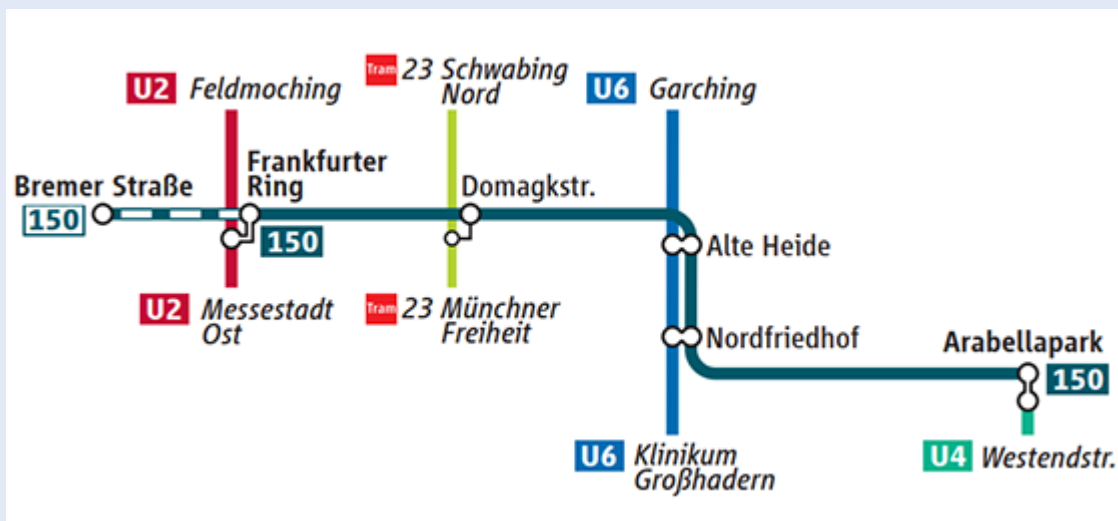 U2 Feldmoching
Tram 23 Schwabing
Nord
U6 Garching
Frankfurter
Ring
Bremer Straße
150
150
Domagkstr.
Alte Heide
U2 Messestadt
Ost
Tram 23 Münchner
Freiheit
Nordfriedhof
Arabellapark
150
U6 Klinikum
Großhadern
U4 Westendstr.